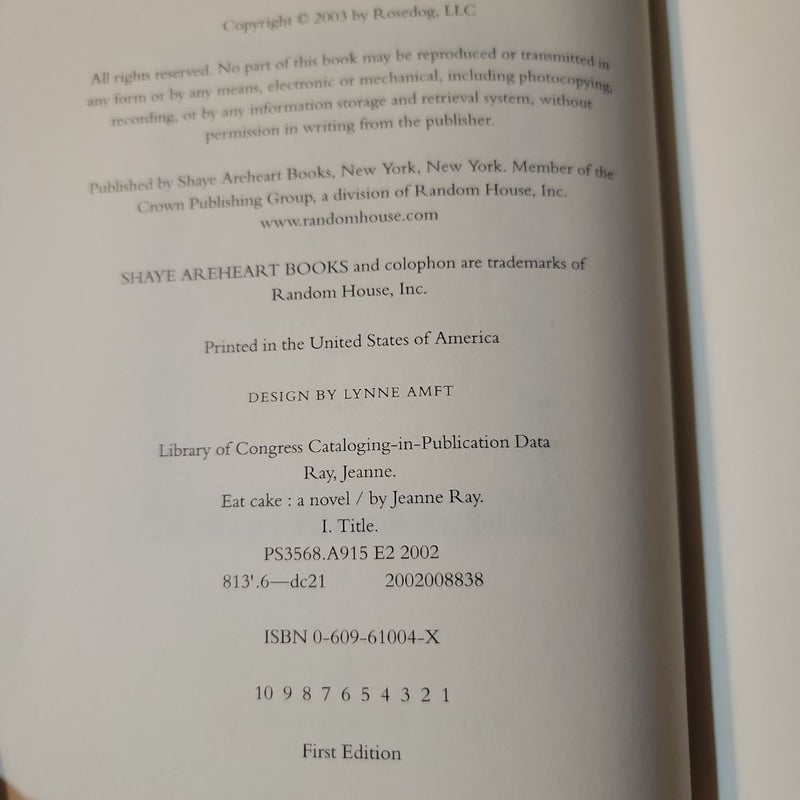 Copyright © 2003 by Rosedog, LLC
All rights reserved. No part of this book may be reproduced or transmitted in
any form or by any means, electronic or mechanical, including photocopying,
recording, or by any information storage and retrieval system, without
permission in writing from the publisher.
Published by Shaye Areheart Books, New York, New York. Member of the
Crown Publishing Group, a division of Random House, Inc.
www.randomhouse.com
SHAYE AREHEART BOOKS and colophon are trademarks of
Random House, Inc.
Printed in the United States of America
DESIGN BY LYNNE AMFT
Library of Congress Cataloging-in-Publication Data
Ray, Jeanne.
Eat cake : a novel / by Jeanne Ray.
I. Title.
PS3568.A915 E2 2002
813'.6—dc21 2002008838
ISBN 0-609-61004-X
10 9 8 7 6 5 4 3 2 1
First Edition